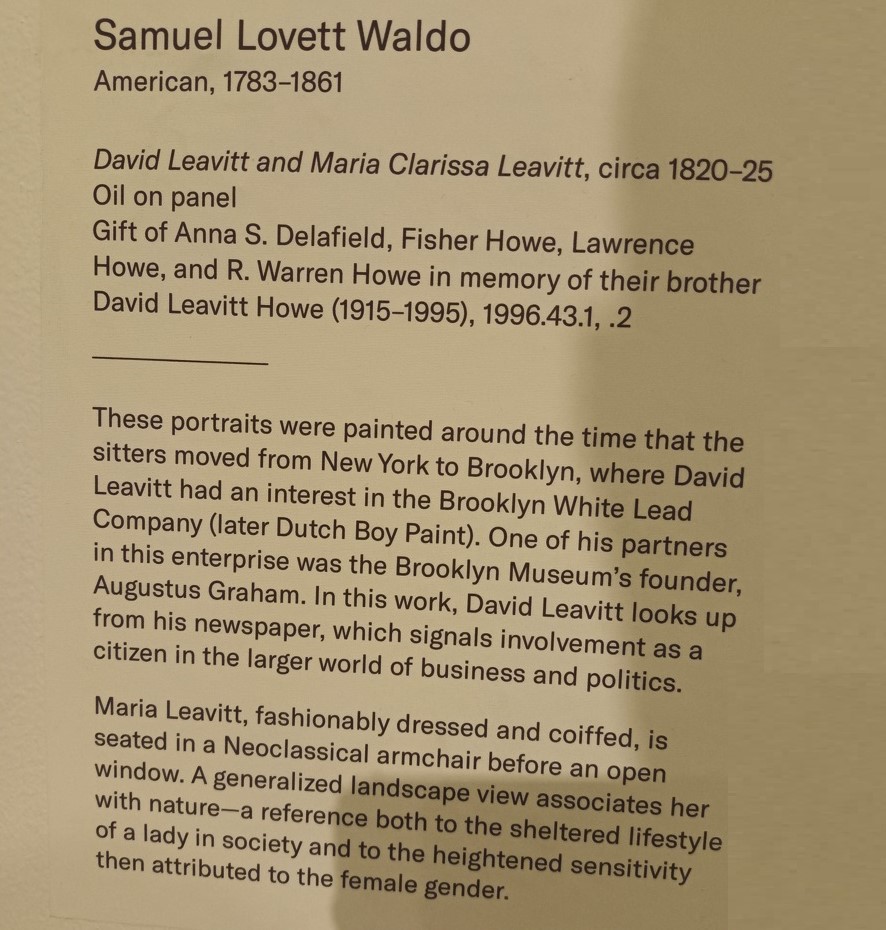 Samuel Lovett Waldo
American, 1783–1861
David Leavitt and Maria Clarissa Leavitt, circa 1820–25
Oil on panel
Gift of Anna S. Delafield, Fisher Howe, Lawrence
Howe, and R. Warren Howe in memory of their brother
David Leavitt Howe (1915–1995), 1996.43.1, .2
These portraits were painted around the time that the
sitters moved from New York to Brooklyn, where David
Leavitt had an interest in the Brooklyn White Lead
Company (later Dutch Boy Paint). One of his partners
in this enterprise was the Brooklyn Museum’s founder,
Augustus Graham. In this work, David Leavitt looks up
from his newspaper, which signals involvement as a
citizen in the larger world of business and politics.
Maria Leavitt, fashionably dressed and coiffed, is
seated in a Neoclassical armchair before an open
window. A generalized landscape view associates her
with nature—a reference both to the sheltered lifestyle
of a lady in society and to the heightened sensitivity
then attributed to the female gender.